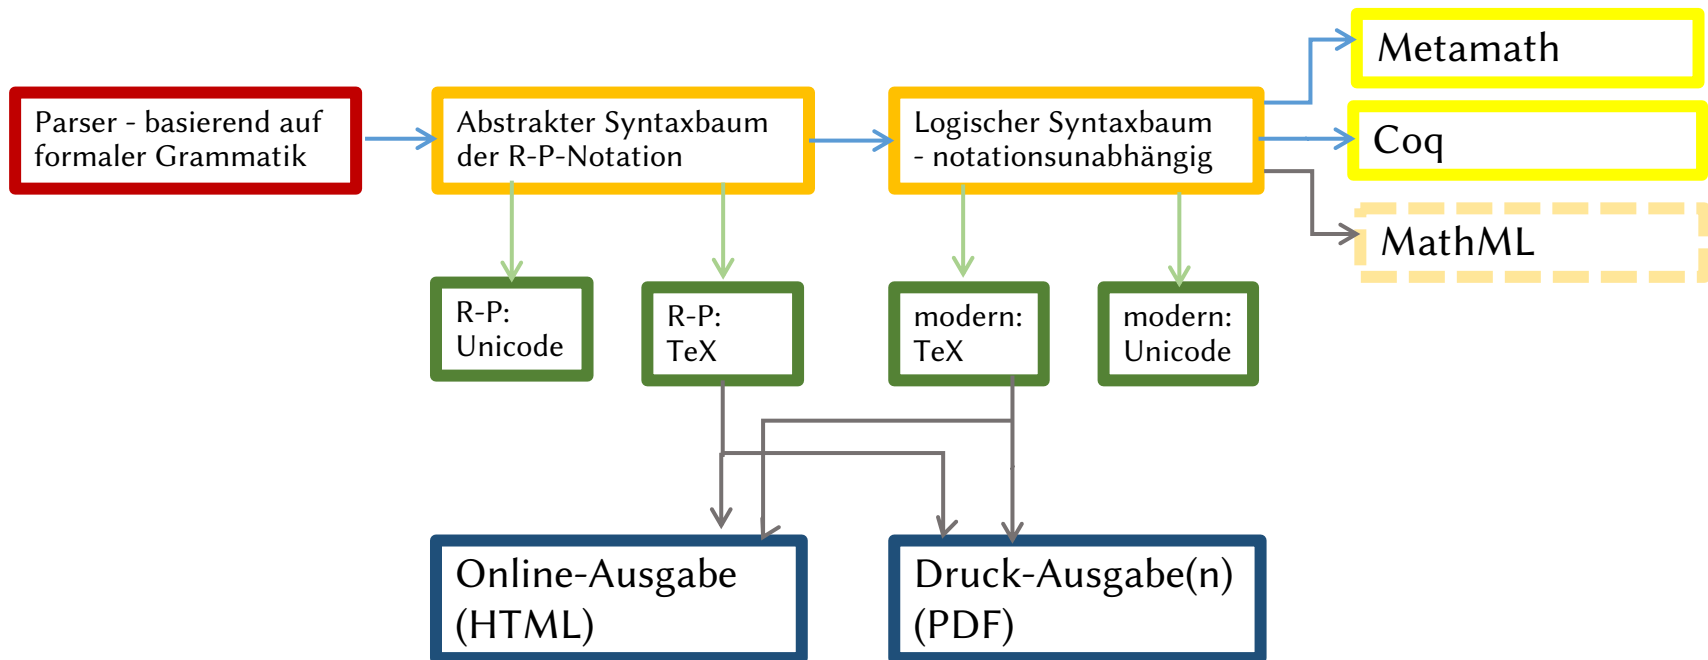 Metamath
Parser - basierend auf
formaler Grammatik
Abstrakter Syntaxbaum
der R-P-Notation
Logischer Syntaxbaum
- notationsunabhängig
Coq
MathML
R-P:
Unicode
R-P:
TeX
modern:
TeX
modern:
Unicode
Online-Ausgabe
(HTML)
Druck-Ausgabe(n)
(PDF)